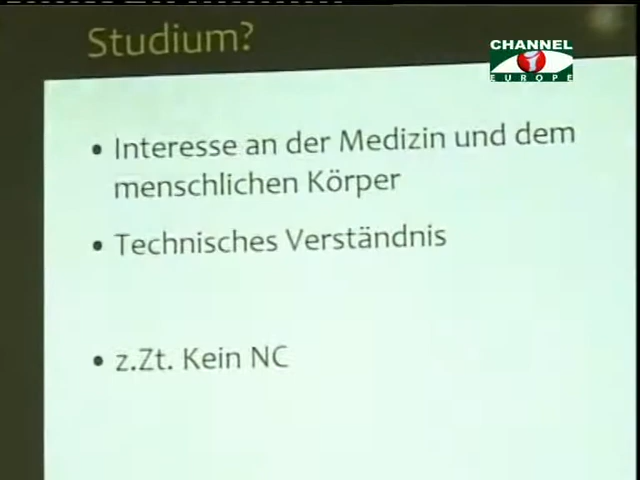 Studium?
CHANNEL
i
EUROPE
• Interesse an der Medizin und dem
menschlichen Körper
• Technisches Verständnis
• z.Zt. Kein NC